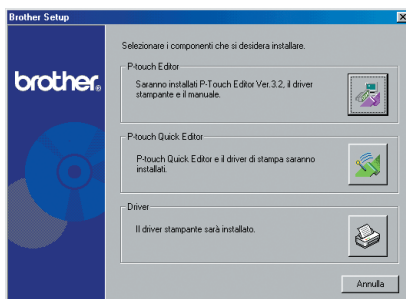 Brother Setup
brother.
Selezionare i componenti che si desidera installare.
P-touch Editor
Saranno installati P-Touch Editor Ver.3.2, il driver
stampante e il manuale.
P-touch Quick Editor
P-touch Quick Editor e il driver di stampa saranno
installati.
Driver
Il driver stampante sarà installato.
Annulla